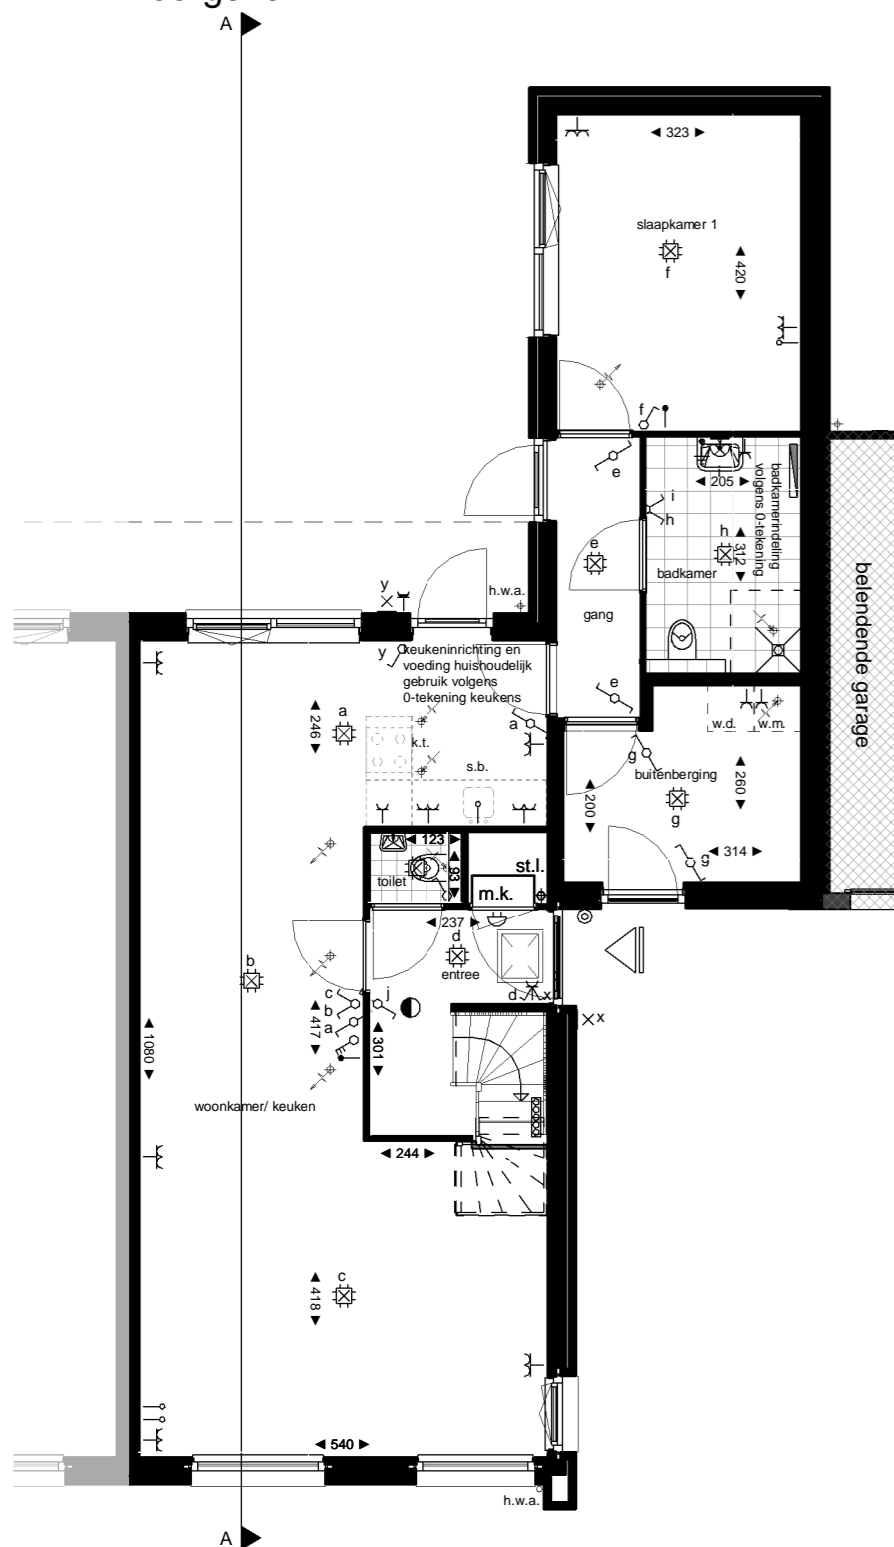 A
323
slaapkamer 1
f
420
f
e
205
badkamerindeling
volgens 0-tekening
i
h
h
312
e
badkamer
y
h.w.a.
gang
belendende garage
y
keukeninrichting en
voeding huishoudelijk
gebruik volgens
0-tekening keukens
e
a
246
a
w.d.
w.m.
k.t.
g
s.b.
buitenberging
260
200
g
123
314
g
93
st.l.
toilet
m.k.
237
d
b
entree
c
j
d
x
b
a
417
x
1080
301
woonkamer/ keuken
244
c
418
540
h.w.a.
A